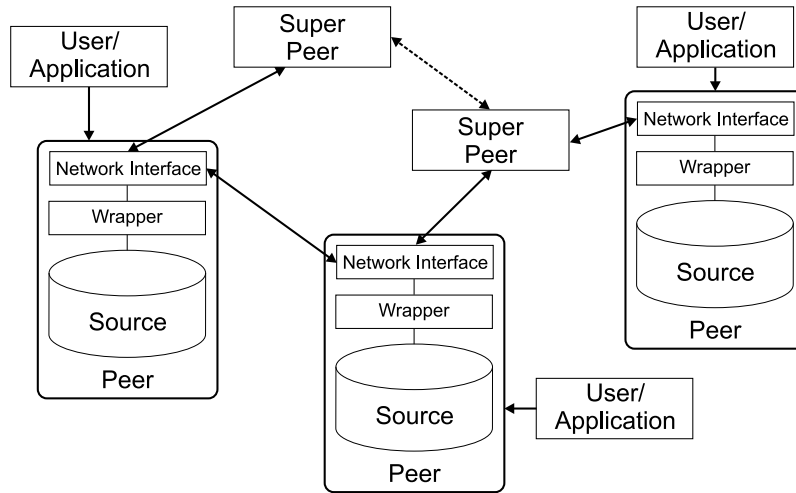 User/
Application
Super
Peer
User/
Application
Super
Peer
Network Interface
Wrapper
Source
Peer
Network Interface
Wrapper
Source
Peer
Network Interface
Wrapper
Source
Peer
User/
Application